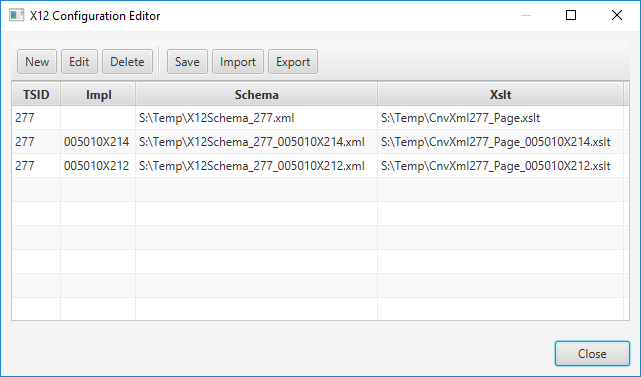 X12 Configuration Editor
New Edit Delete Save Import Export
TSID Impl Schema Xslt
277 S:\Temp\X12Schema_277.xml S:\Temp\CnvXml277_Page.xslt
277 005010X214 S:\Temp\X12Schema_277_005010X214.xml S:\Temp\CnvXml277_Page_005010X214.xslt
277 005010X212 S:\Temp\X12Schema_277_005010X212.xml S:\Temp\CnvXml277_Page_005010X212.xslt
Close